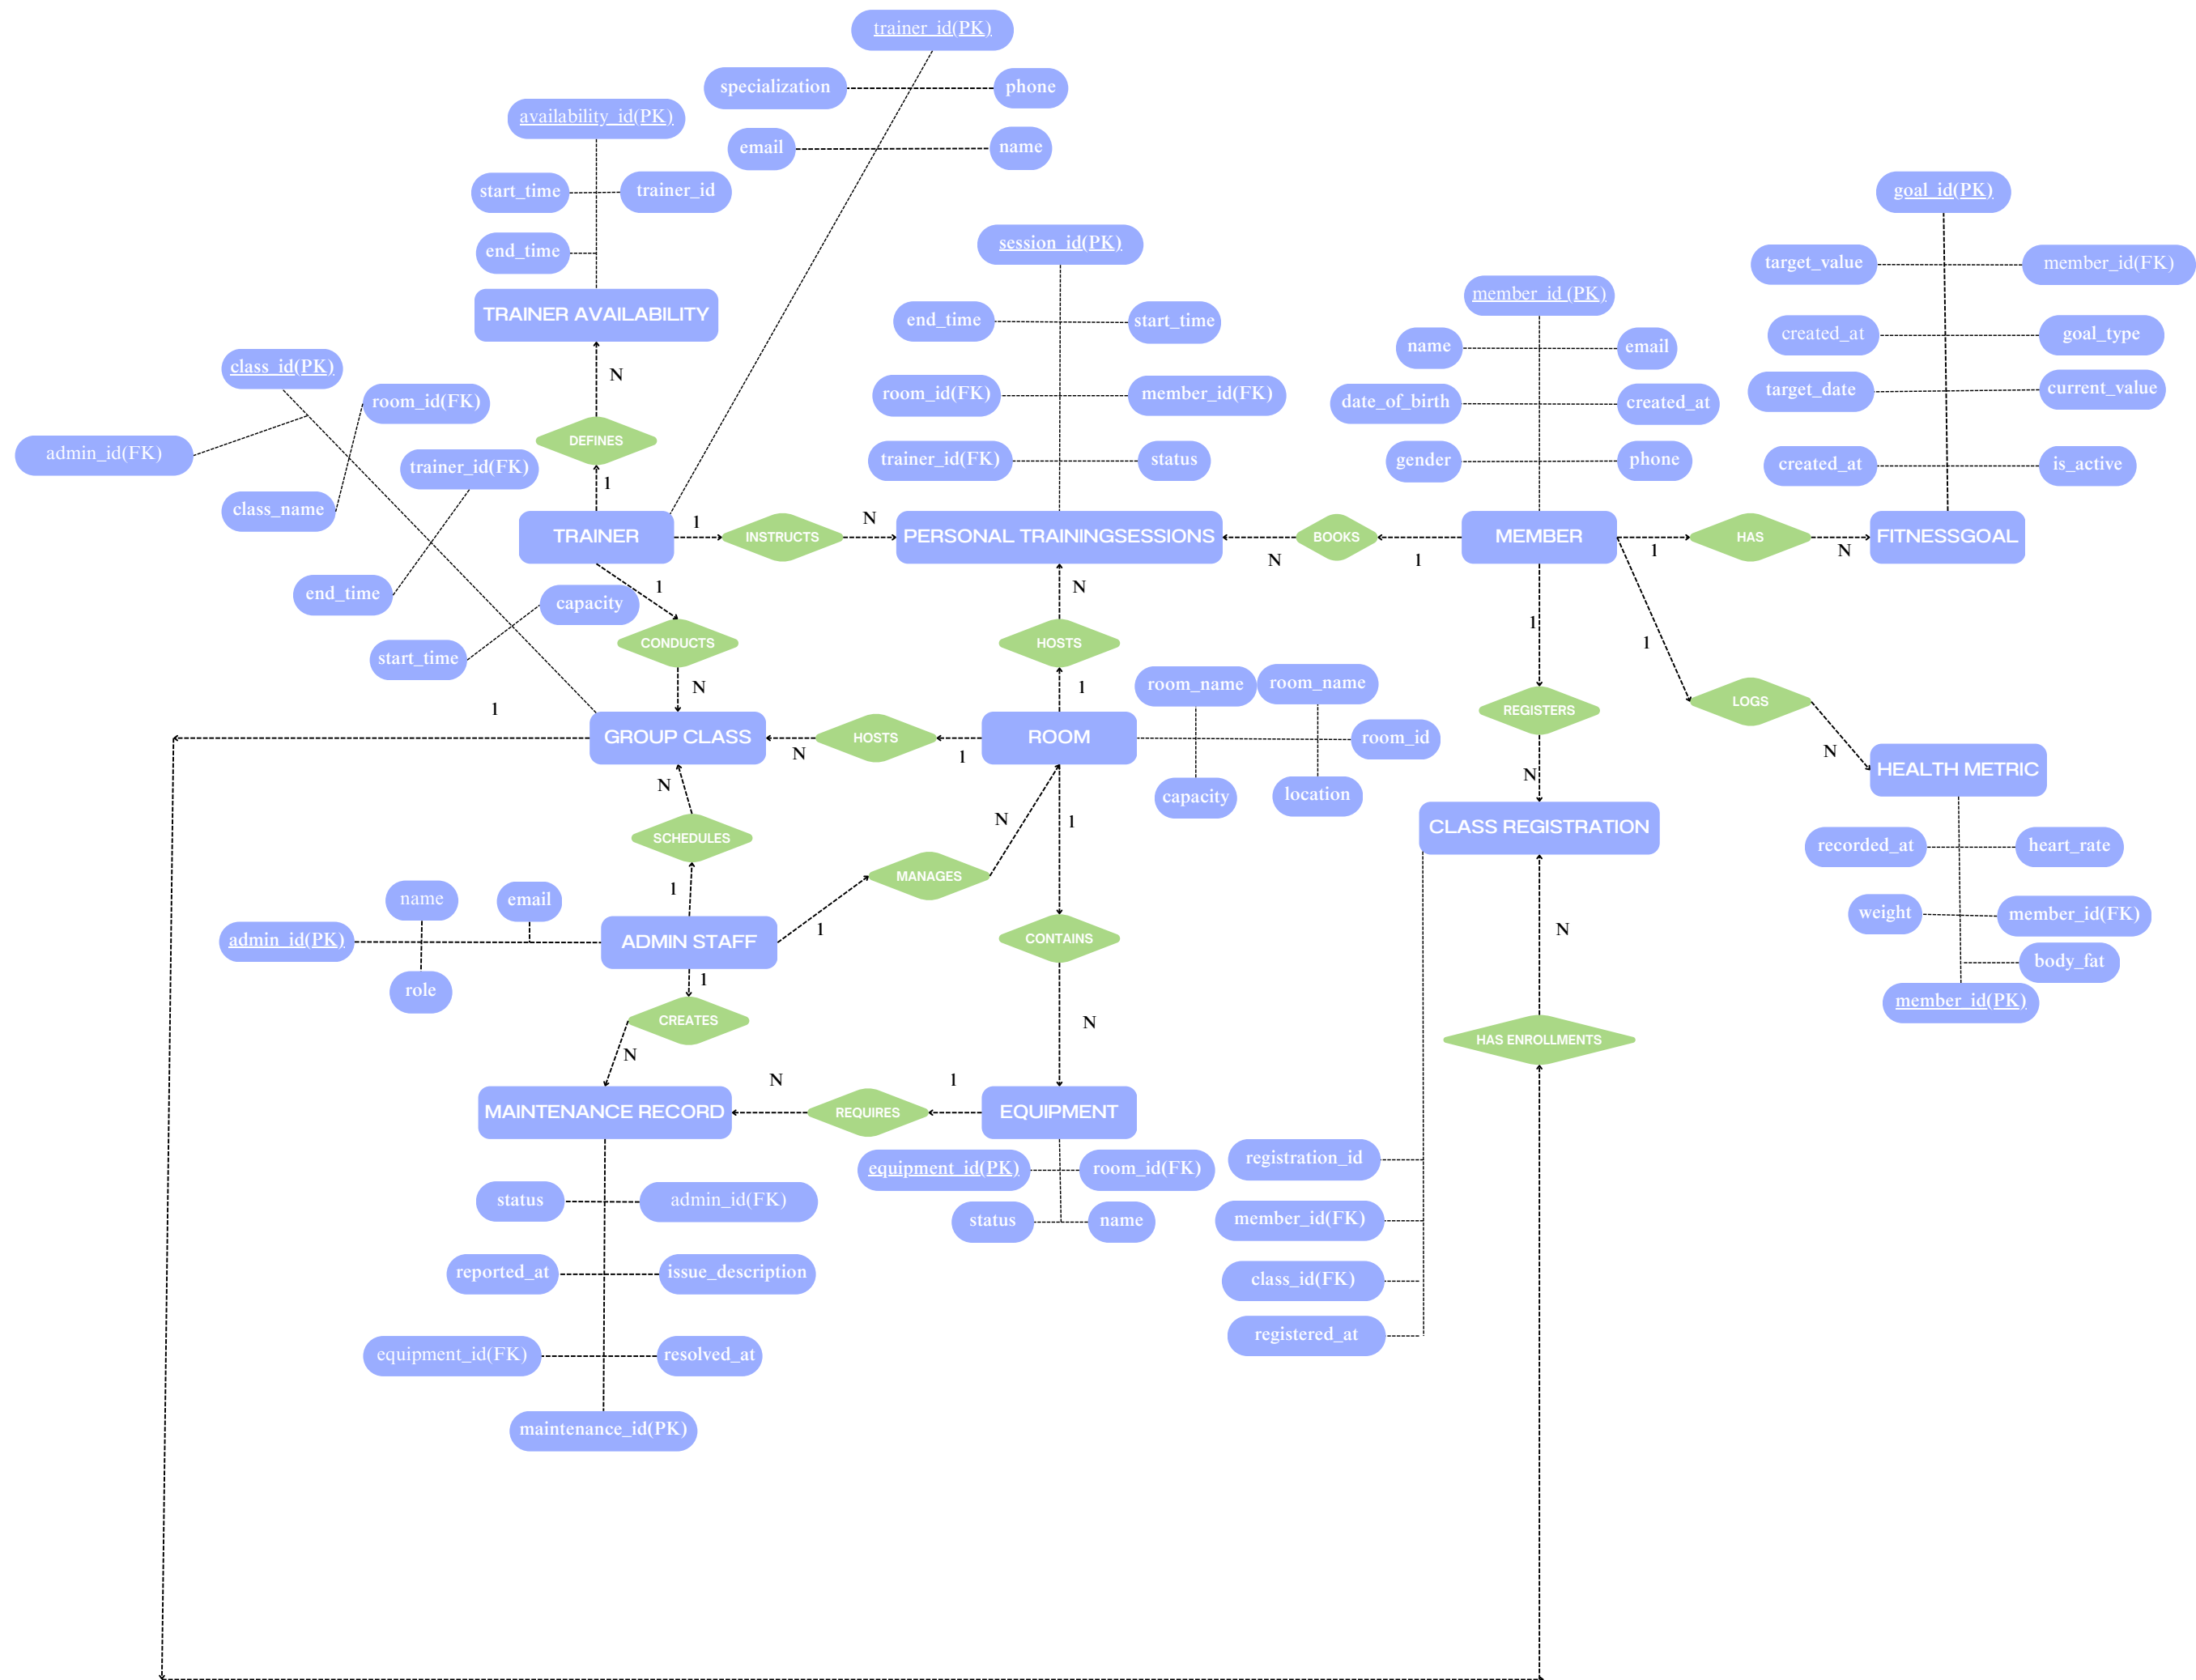 trainer_id(PK)
specialization
phone
availability_id(PK)
email
name
start_time
trainer_id
goal_id(PK)
end_time
session_id(PK)
target_value
member_id(FK)
TRAINER AVAILABILITY
member_id (PK)
end_time
start_time
created_at
goal_type
name
email
class_id(PK)
N
room_id(FK)
room_id(FK)
member_id(FK)
date_of_birth
created_at
target_date
current_value
DEFINES
admin_id(FK)
trainer_id(FK)
trainer_id(FK)
status
gender
phone
created_at
is_active
1
class_name
TRAINER
1
INSTRUCTS
N
PERSONAL TRAININGSESSIONS
BOOKS
N
1
MEMBER
1
HAS
N
FITNESSGOAL
end_time
1
capacity
N
1
1
CONDUCTS
HOSTS
start_time
N
1
room_name
room_name
LOGS
1
REGISTERS
GROUP CLASS
N
HOSTS
1
ROOM
room_id
N
HEALTH METRIC
N
N
capacity
location
N
1
CLASS REGISTRATION
SCHEDULES
recorded_at
heart_rate
MANAGES
1
name
email
weight
member_id(FK)
admin_id(PK)
ADMIN STAFF
1
CONTAINS
N
body_fat
1
role
member_id(PK)
CREATES
N
HAS ENROLLMENTS
N
N
1
MAINTENANCE RECORD
REQUIRES
EQUIPMENT
equipment_id(PK)
room_id(FK)
registration_id
status
admin_id(FK)
status
name
member_id(FK)
reported_at
issue_description
class_id(FK)
registered_at
equipment_id(FK)
resolved_at
maintenance_id(PK)